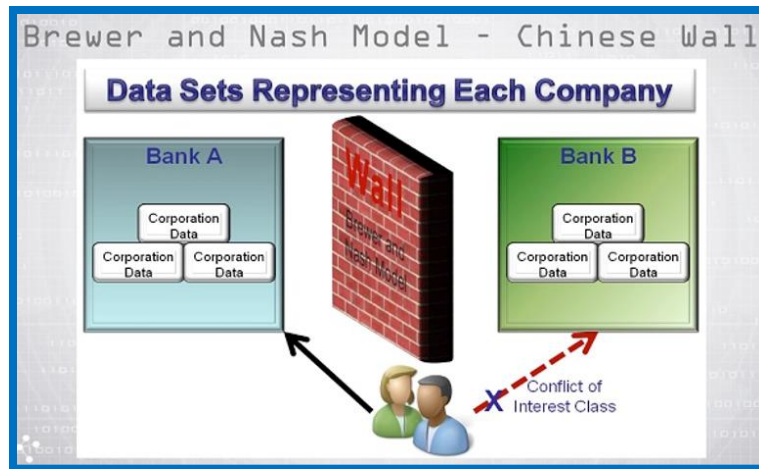 Brewer and Nash Model - Chinese Wall
Data Sets Representing Each Company
Bank A
Corporation
Data
Corporation
Data
Corporation
Data
Wall
Brewer and
Nash Model
Bank B
Corporation
Data
Corporation
Data
Corporation
Data
X
Conflict of
Interest Class